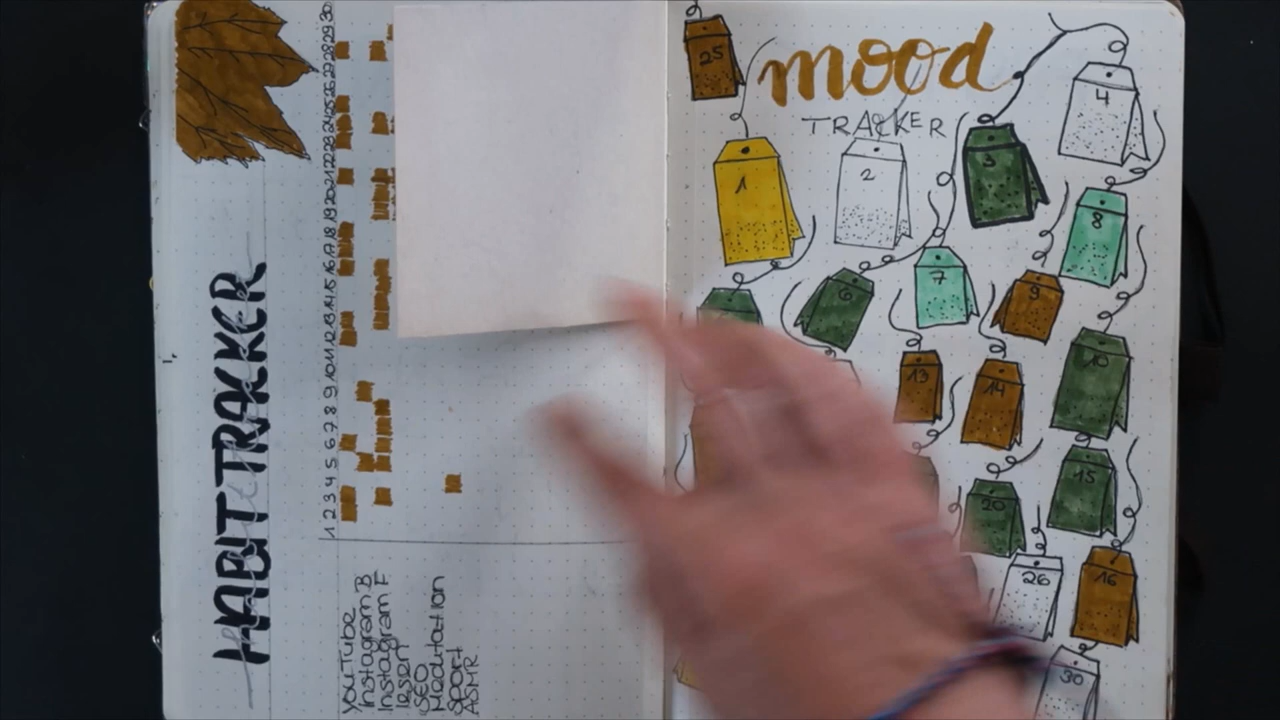 HABIT TRACKER
1 2 3 4 5 6 7 8 9 10 11 12 13 14 15 16 17 18 19 20 21 22 23 24 25 26 27 28 29 30
YouTube
Instagram B
Instagram F
lesen
SEO
Meditation
Sport
ASMR
mood
TRACKER
25
4
1
2
3
8
6
7
9
10
13
14
15
20
26
16
30